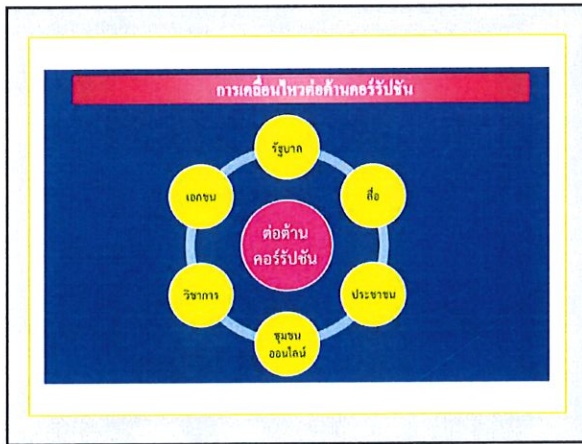 การเคลื่อนไหวต่อต้านคอร์รัปชัน
รัฐบาล
สื่อ
ประชาชน
ชุมชน
ออนไลน์
วิชาการ
เอกชน
ต่อต้าน
คอร์รัปชัน